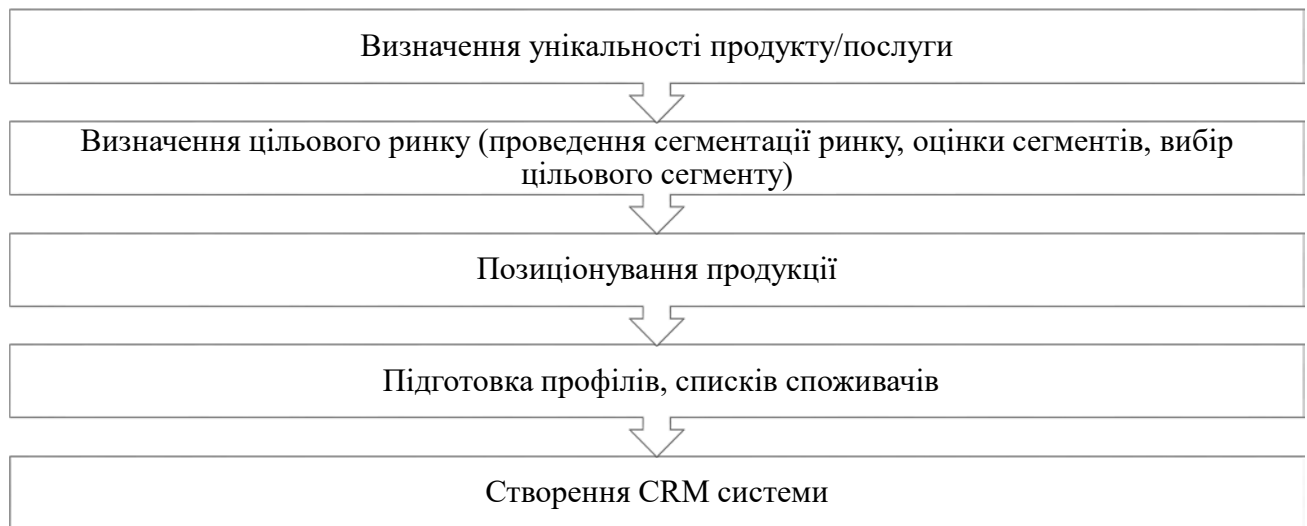 Визначення унікальності продукту/послуги
Визначення цільового ринку (проведення сегментації ринку, оцінки сегментів, вибір
цільового сегменту)
Позиціонування продукції
Підготовка профілів, списків споживачів
Створення CRM системи